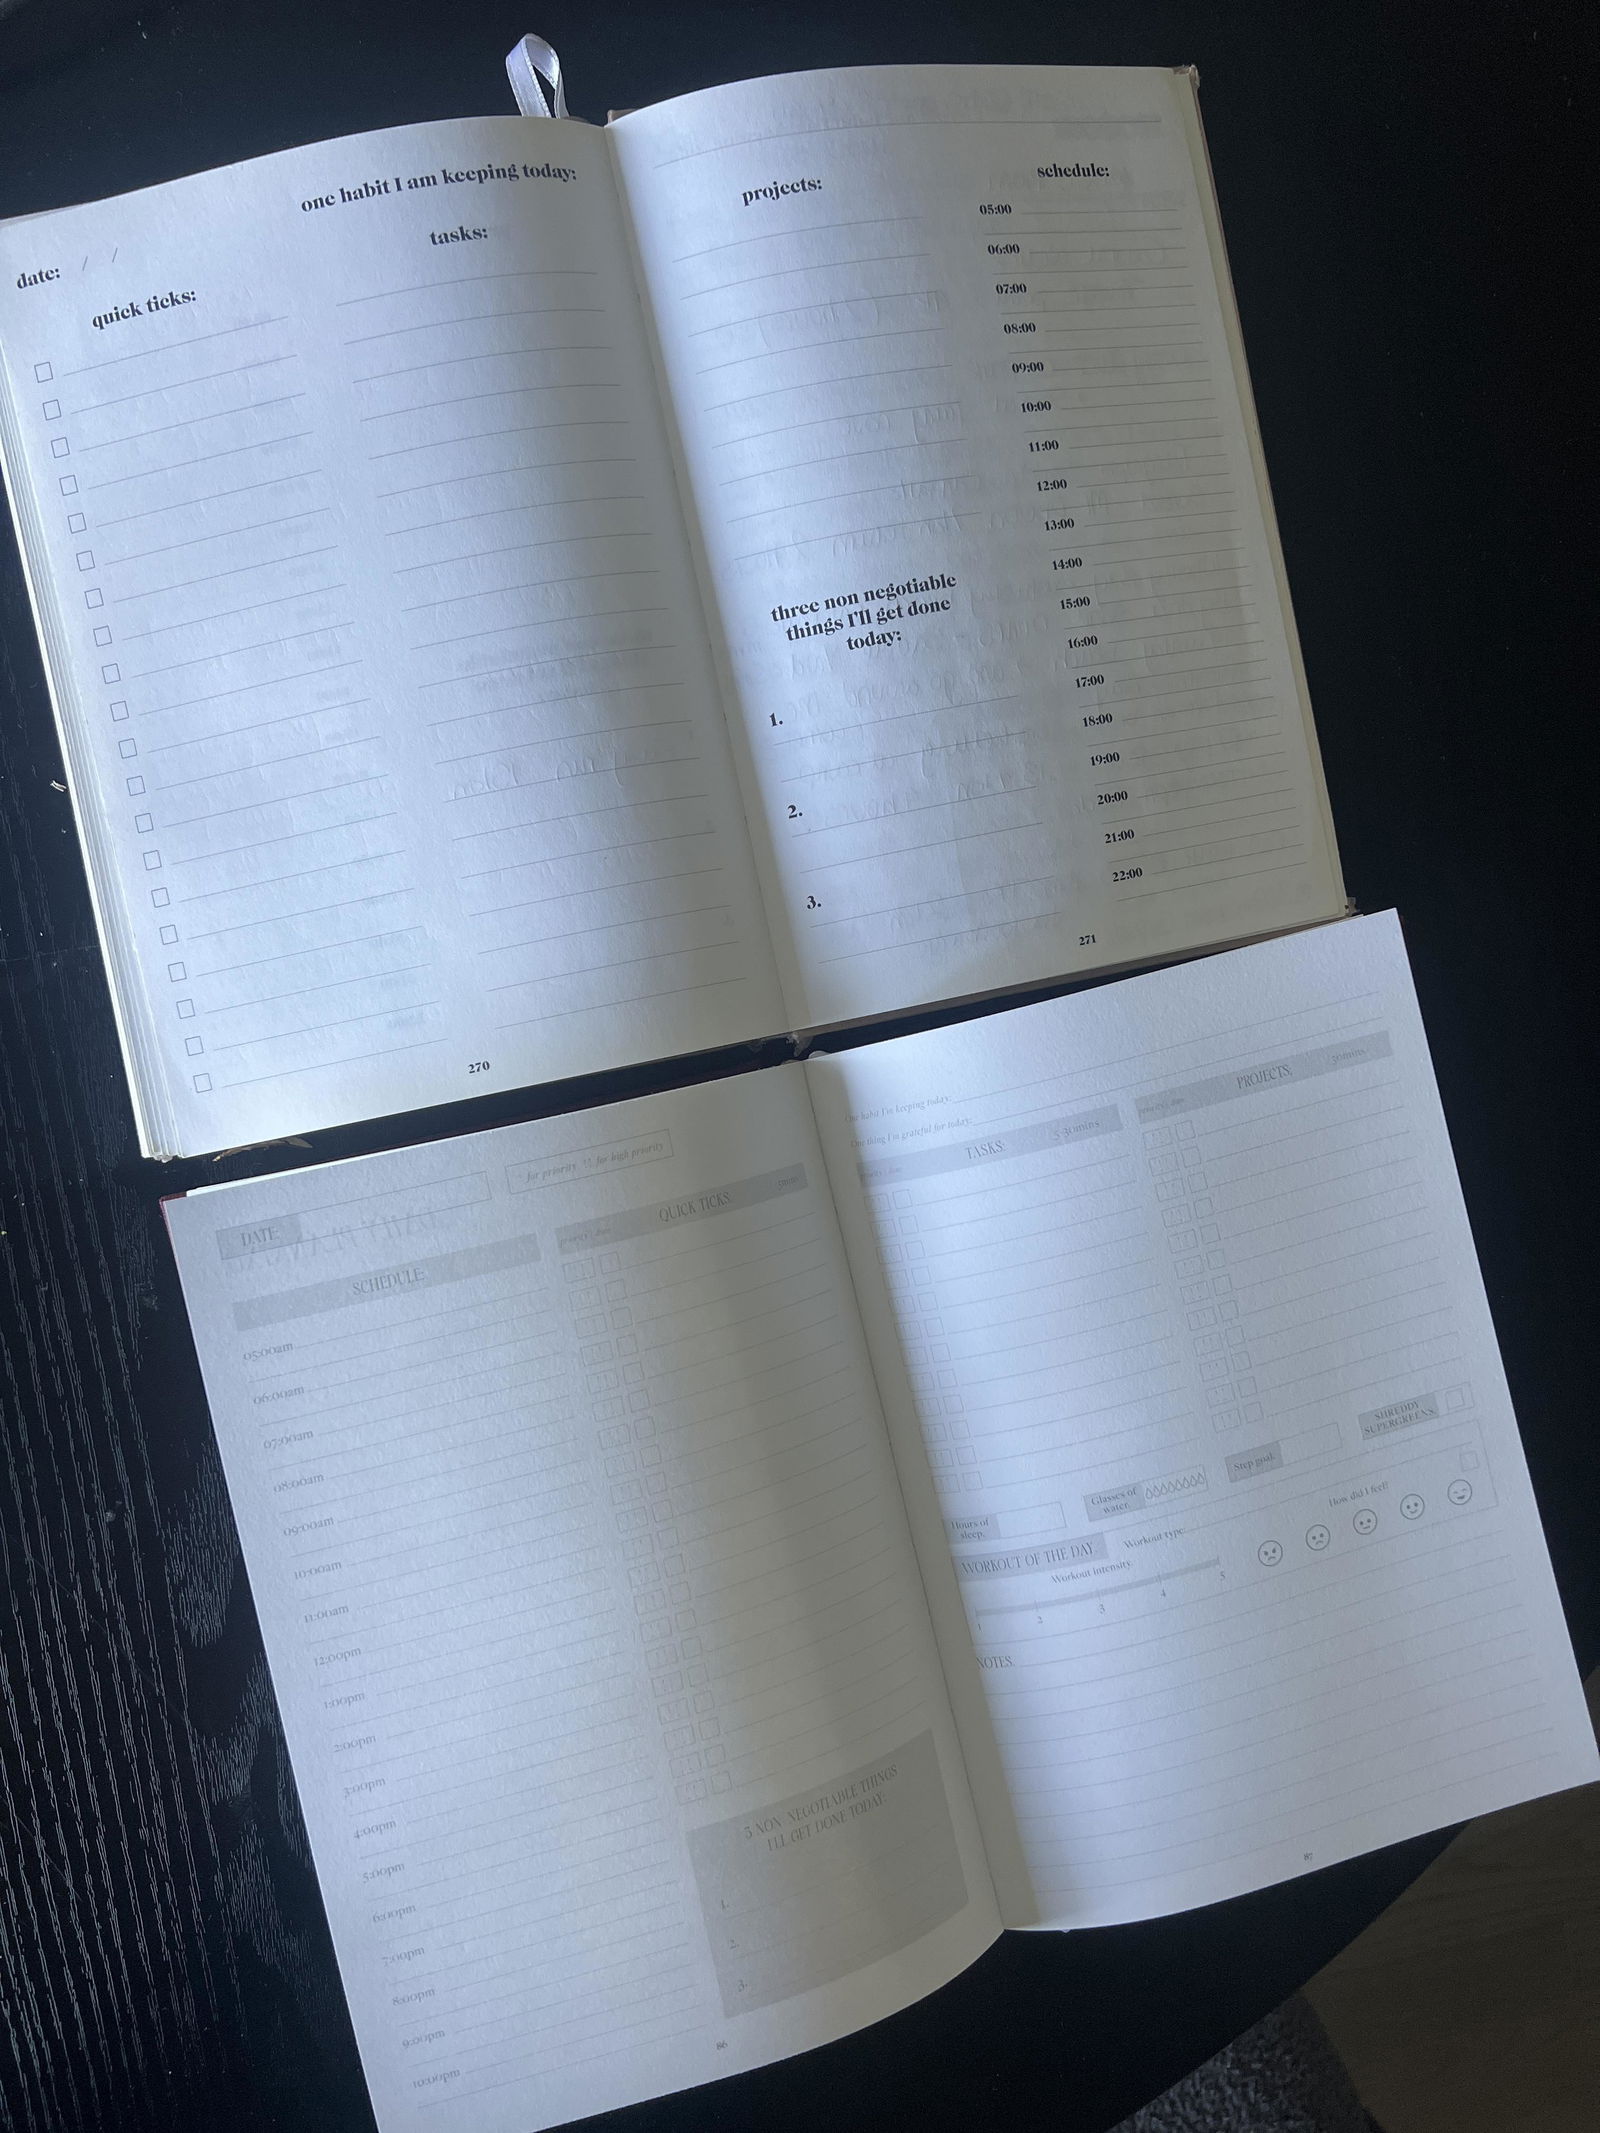 one habit I am keeping today:
date: / /
quick ticks:
tasks:
270
projects:
three non negotiable
things I'll get done
today:
1.
2.
3.
schedule:
05:00
06:00
07:00
08:00
09:00
10:00
11:00
12:00
13:00
14:00
15:00
16:00
17:00
18:00
19:00
20:00
21:00
22:00
271
DATE:
for priority, !! for high priority
SCHEDULE:
05:00am
06:00am
07:00am
08:00am
09:00am
10:00am
11:00am
12:00pm
1:00pm
2:00pm
3:00pm
4:00pm
5:00pm
6:00pm
7:00pm
8:00pm
9:00pm
10:00pm
QUICK TICKS: 5mins
priority / done
3 NON NEGOTIABLE THINGS
I'LL GET DONE TODAY:
1.
2.
3.
86
One habit I'm keeping today:
One thing I'm grateful for today:
TASKS: 5-30mins
priority / done
PROJECTS: 30mins
priority / done
Hours of
sleep:
Glasses of
water:
Step goal:
SHREDDY
SUPERGREENS
WORKOUT OF THE DAY
Workout type:
Workout intensity:
1 2 3 4 5
How did I feel?
NOTES:
87